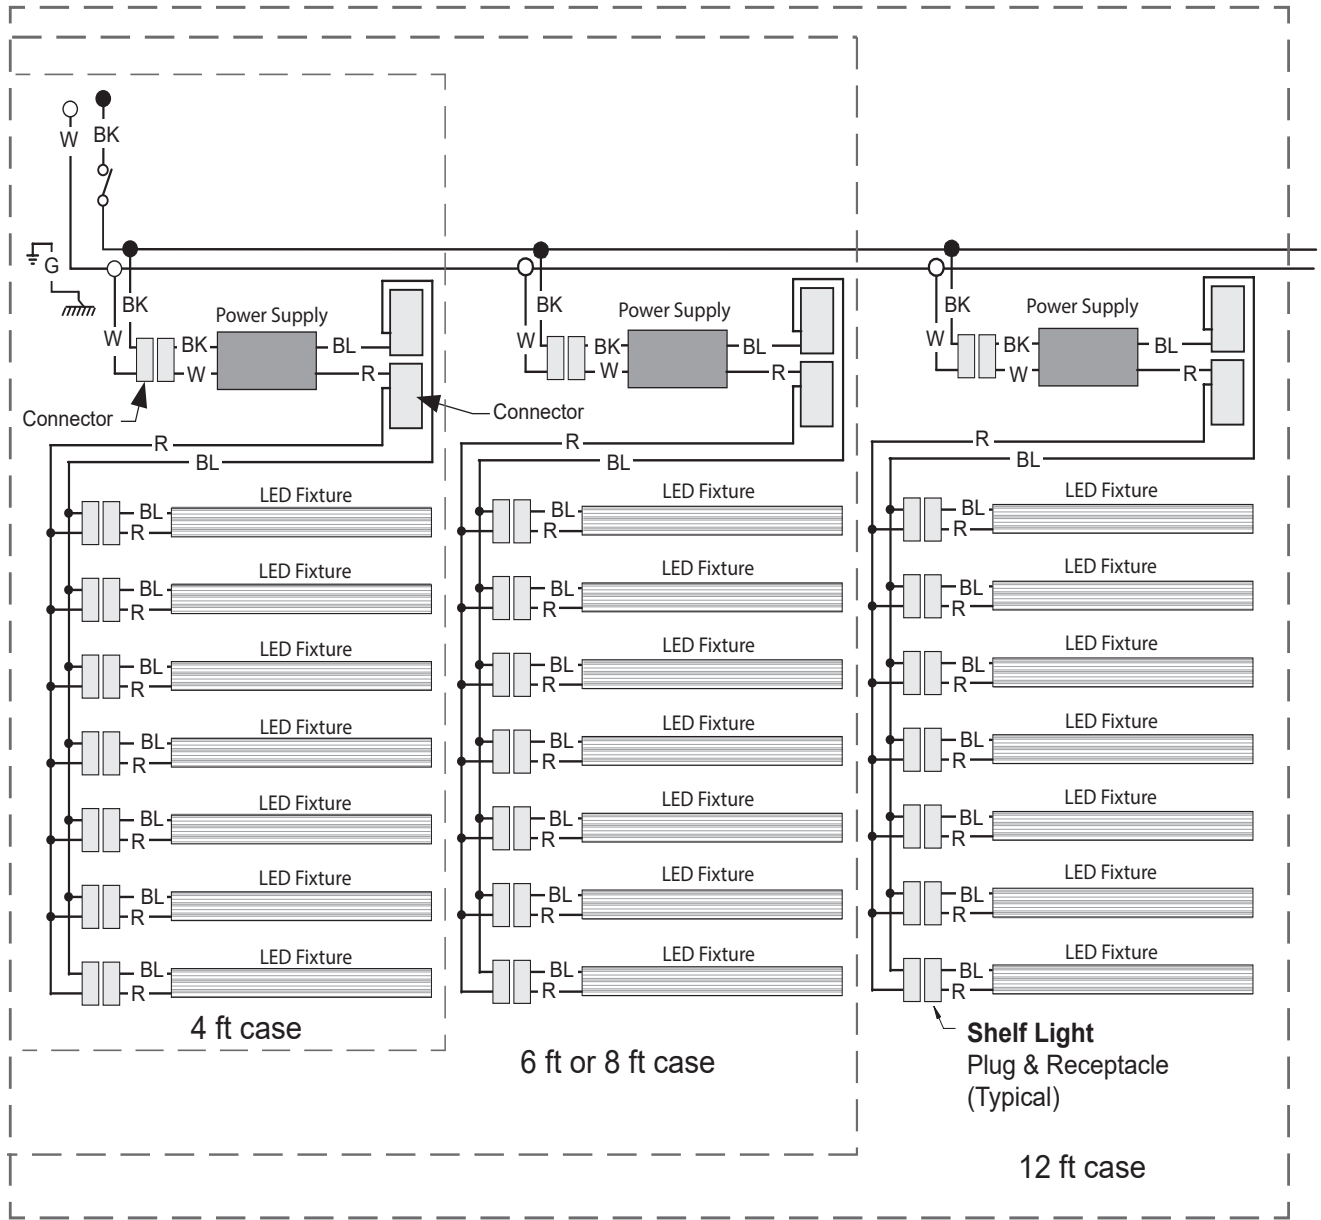 W
BK
G
BK
W
Power Supply
BK
BL
W
R
Connector
Connector
R
BL
LED Fixture
BL
R
LED Fixture
BL
R
LED Fixture
BL
R
LED Fixture
BL
R
LED Fixture
BL
R
LED Fixture
BL
R
LED Fixture
BL
R
4 ft case
BK
W
Power Supply
BK
BL
W
R
R
BL
LED Fixture
BL
R
LED Fixture
BL
R
LED Fixture
BL
R
LED Fixture
BL
R
LED Fixture
BL
R
LED Fixture
BL
R
LED Fixture
BL
R
6 ft or 8 ft case
BK
W
Power Supply
BK
BL
W
R
R
BL
LED Fixture
BL
R
LED Fixture
BL
R
LED Fixture
BL
R
LED Fixture
BL
R
LED Fixture
BL
R
LED Fixture
BL
R
LED Fixture
BL
R
Shelf Light
Plug & Receptacle
(Typical)
12 ft case